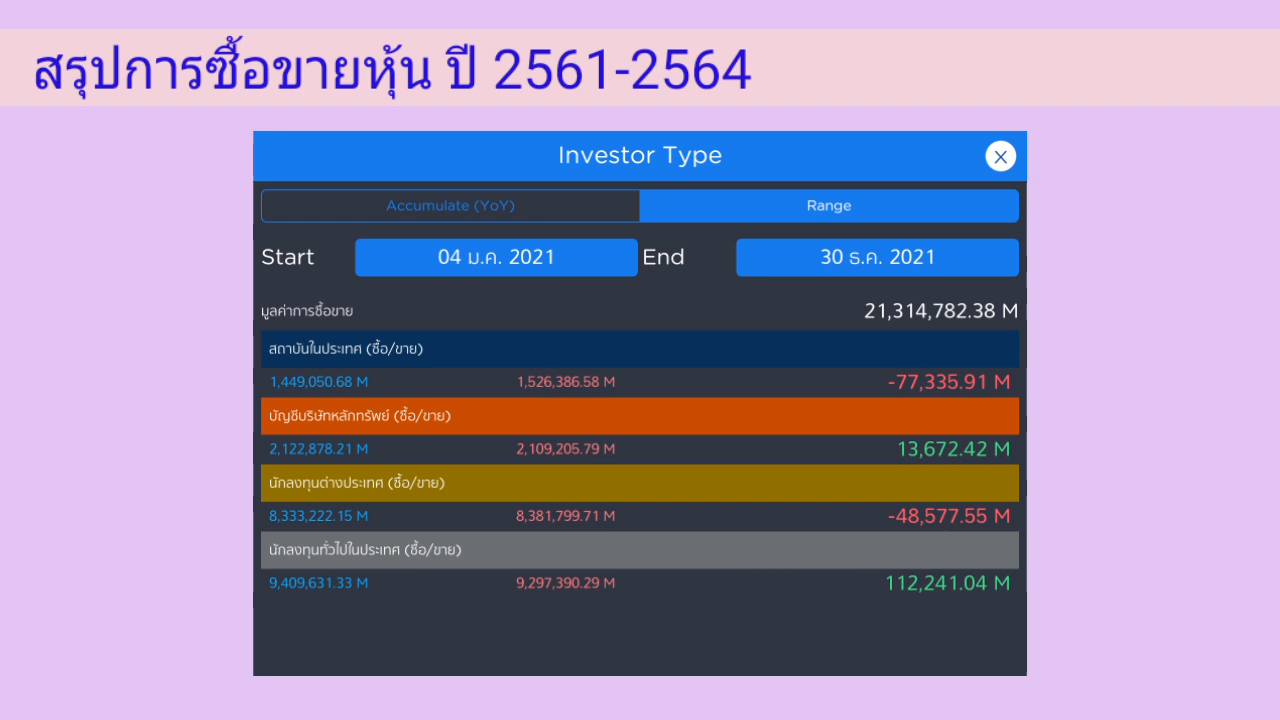 สรุปการซื้อขายหุ้น ปี 2561-2564
Investor Type
Accumulate (YoY) Range
Start 04 ม.ค. 2021 End 30 ธ.ค. 2021
มูลค่าการซื้อขาย 21,314,782.38 M
สถาบันในประเทศ (ซื้อ/ขาย)
1,449,050.68 M 1,526,386.58 M -77,335.91 M
บัญชีบริษัทหลักทรัพย์ (ซื้อ/ขาย)
2,122,878.21 M 2,109,205.79 M 13,672.42 M
นักลงทุนต่างประเทศ (ซื้อ/ขาย)
8,333,222.15 M 8,381,799.71 M -48,577.55 M
นักลงทุนทั่วไปในประเทศ (ซื้อ/ขาย)
9,409,631.33 M 9,297,390.29 M 112,241.04 M